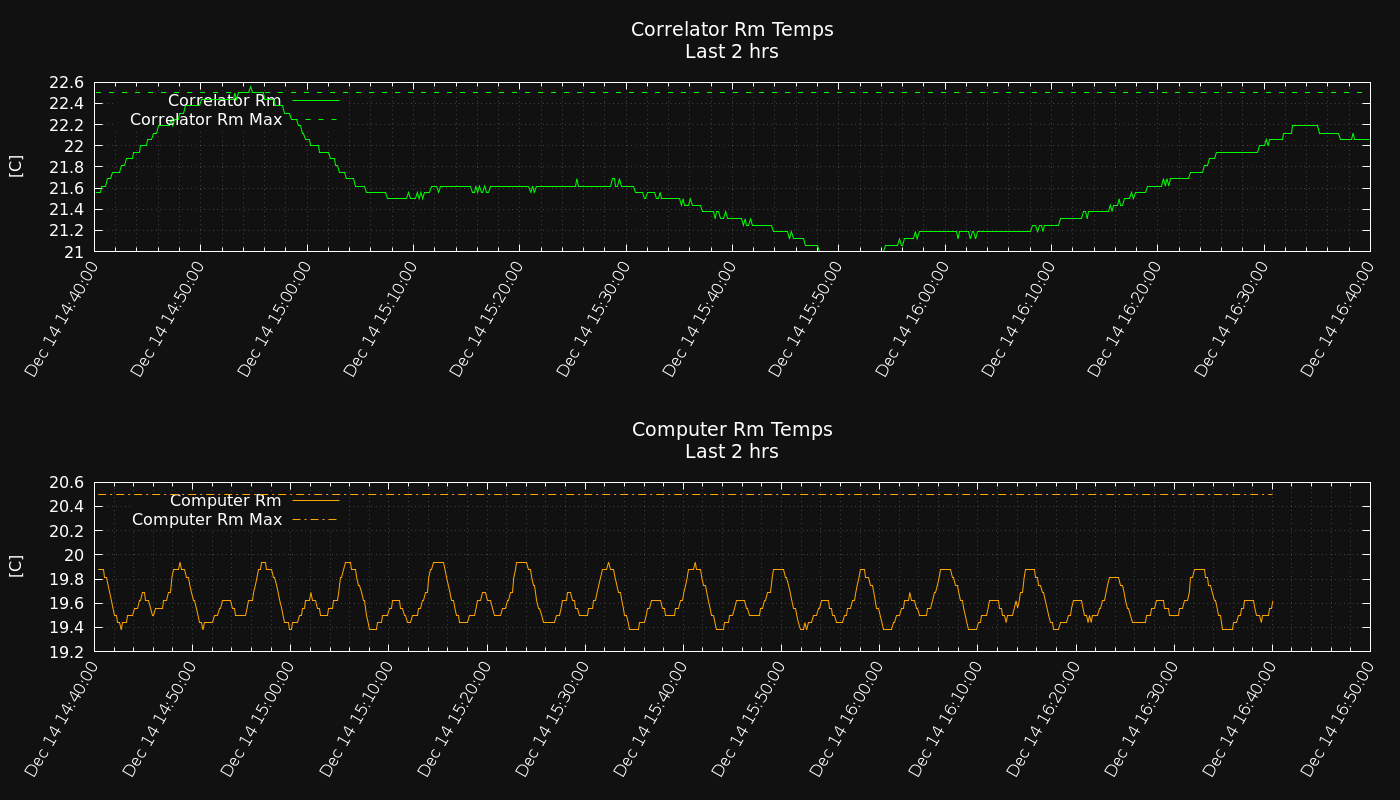 Correlator Rm Temps
Last 2 hrs
[C]
22.6
22.4
22.2
22
21.8
21.6
21.4
21.2
21
Correlator Rm
Correlator Rm Max
Dec 14 14:40:00
Dec 14 14:50:00
Dec 14 15:00:00
Dec 14 15:10:00
Dec 14 15:20:00
Dec 14 15:30:00
Dec 14 15:40:00
Dec 14 15:50:00
Dec 14 16:00:00
Dec 14 16:10:00
Dec 14 16:20:00
Dec 14 16:30:00
Dec 14 16:40:00
Computer Rm Temps
Last 2 hrs
[C]
20.6
20.4
20.2
20
19.8
19.6
19.4
19.2
Computer Rm
Computer Rm Max
Dec 14 14:40:00
Dec 14 14:50:00
Dec 14 15:00:00
Dec 14 15:10:00
Dec 14 15:20:00
Dec 14 15:30:00
Dec 14 15:40:00
Dec 14 15:50:00
Dec 14 16:00:00
Dec 14 16:10:00
Dec 14 16:20:00
Dec 14 16:30:00
Dec 14 16:40:00
Dec 14 16:50:00